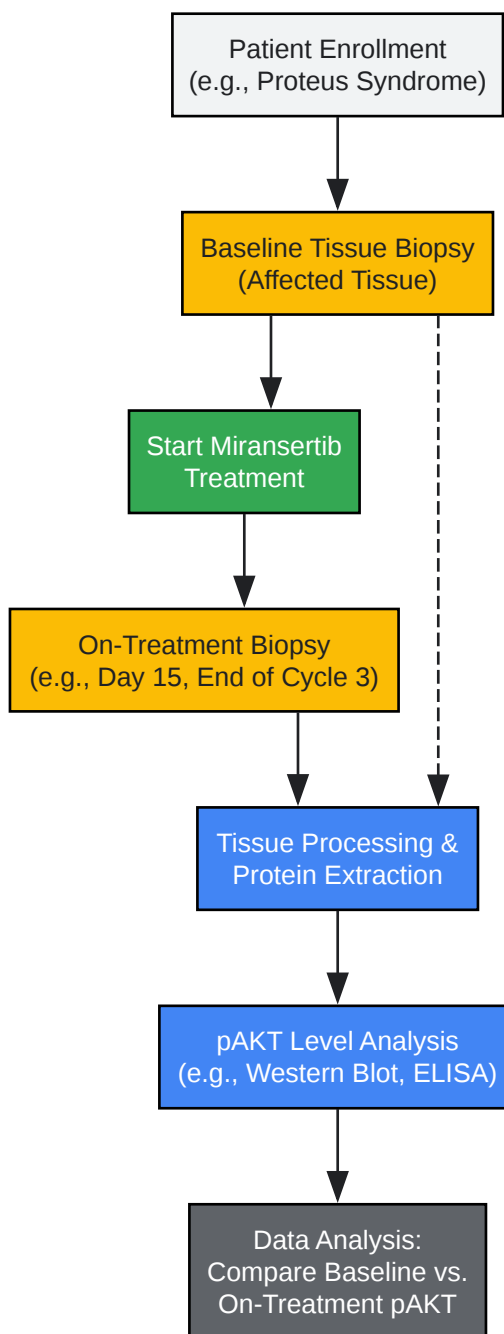 Patient Enrollment
(e.g., Proteus Syndrome)
Baseline Tissue Biopsy
(Affected Tissue)
Start Miransertib
Treatment
On-Treatment Biopsy
(e.g., Day 15, End of Cycle 3)
Tissue Processing &
Protein Extraction
pAKT Level Analysis
(e.g., Western Blot, ELISA)
Data Analysis:
Compare Baseline vs.
On-Treatment pAKT